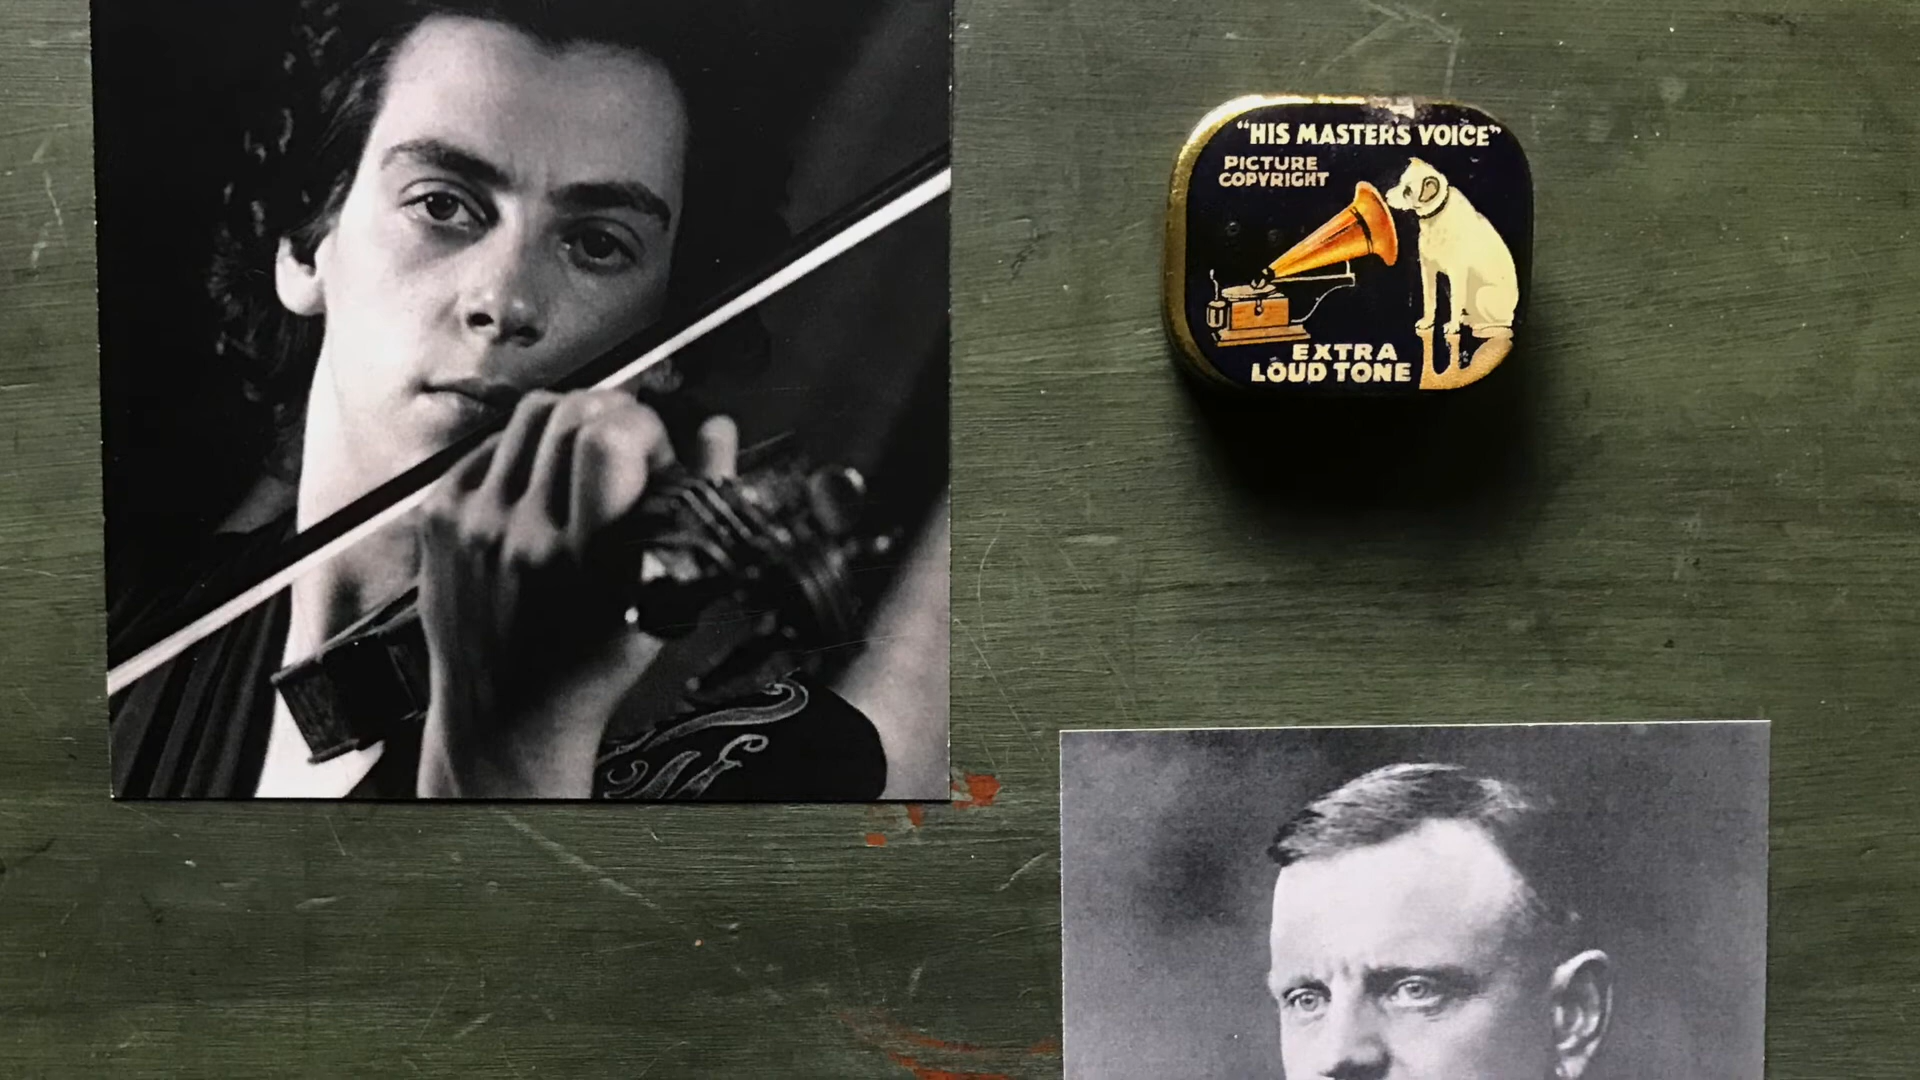 "HIS MASTERS VOICE"
PICTURE
COPYRIGHT
EXTRA
LOUD TONE